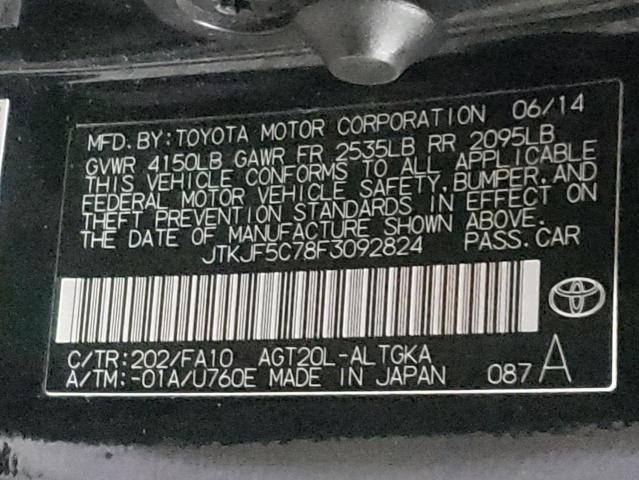 MFD. BY: TOYOTA MOTOR CORPORATION 06/14
GVWR 4150LB GAWR FR 2535LB RR 2095LB
THIS VEHICLE CONFORMS TO ALL APPLICABLE
FEDERAL MOTOR VEHICLE SAFETY, BUMPER, AND
THEFT PREVENTION STANDARDS IN EFFECT ON
THE DATE OF MANUFACTURE SHOWN ABOVE.
JTKJF5C78F3092824 PASS. CAR
C/TR: 202/FA10 AGT20L-ALTGKA
A/TM: -01A/U760E MADE IN JAPAN 087 A